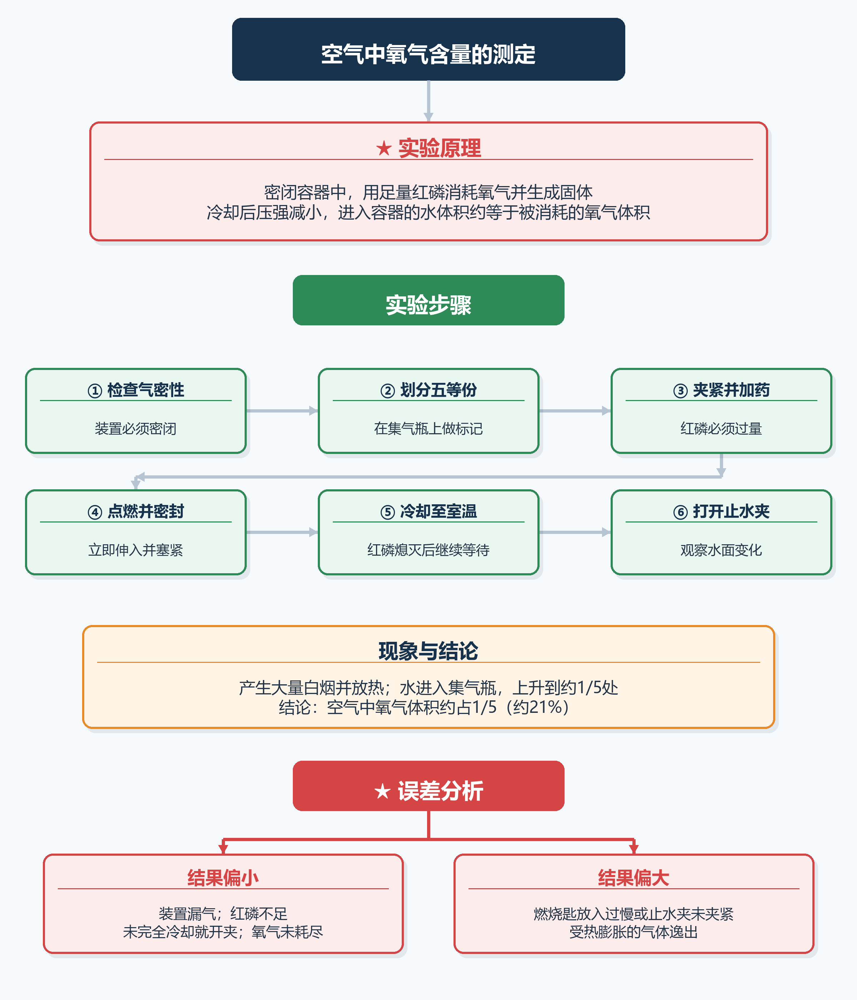 空气中氧气含量的测定
★ 实验原理
密闭容器中，用足量红磷消耗氧气并生成固体
冷却后压强减小，进入容器的水体积约等于被消耗的氧气体积
实验步骤
① 检查气密性
装置必须密闭
② 划分五等份
在集气瓶上做标记
③ 夹紧并加药
红磷必须过量
④ 点燃并密封
立即伸入并塞紧
⑤ 冷却至室温
红磷熄灭后继续等待
⑥ 打开止水夹
观察水面变化
现象与结论
产生大量白烟并放热；水进入集气瓶，上升到约1/5处
结论：空气中氧气体积约占1/5（约21%）
★ 误差分析
结果偏小
装置漏气；红磷不足
未完全冷却就开夹；氧气未耗尽
结果偏大
燃烧匙放入过慢或止水夹未夹紧
受热膨胀的气体逸出